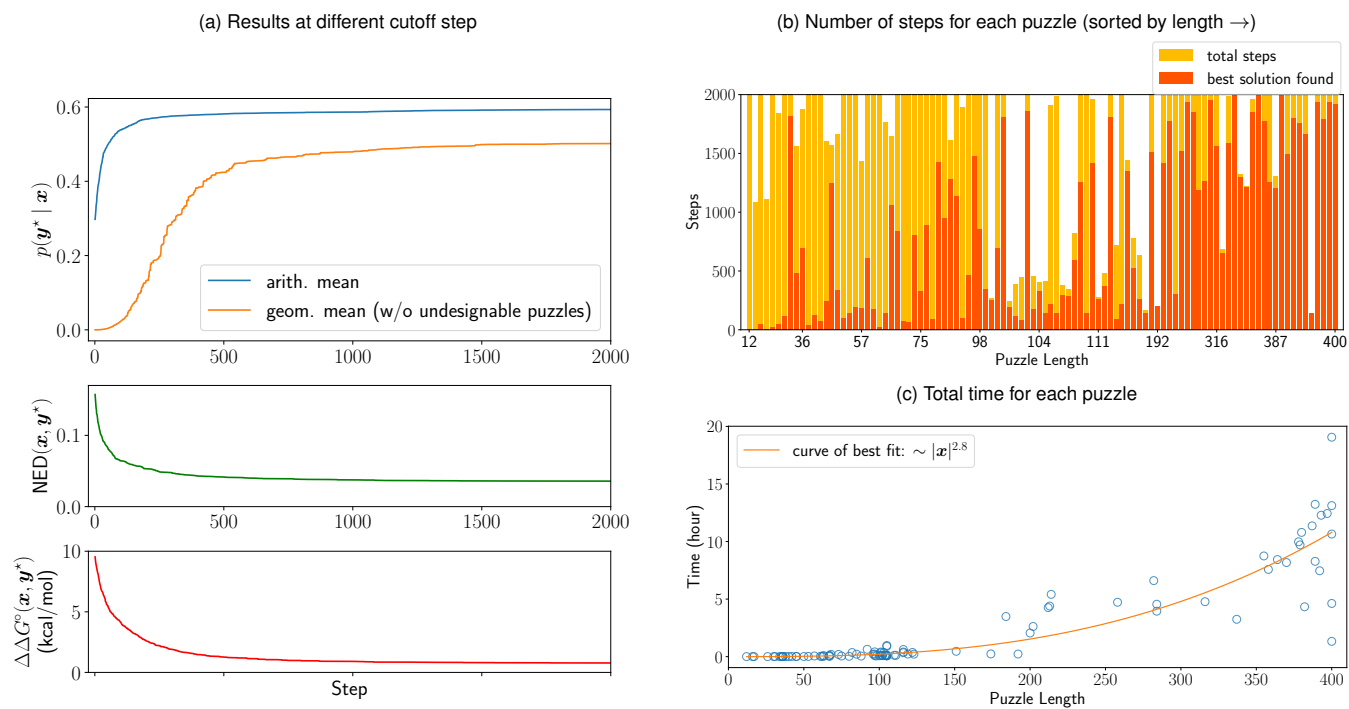 (a) Results at different cutoff step
0.6
0.4
0.2
0.0
p(y* | x)
arith. mean
geom. mean (w/o undesignable puzzles)
0 500 1000 1500 2000
0.1
0.0
NED(x, y*)
0 500 1000 1500 2000
10
5
0
ΔΔG°(x, y*)
(kcal/mol)
Step
(b) Number of steps for each puzzle (sorted by length →)
total steps
best solution found
2000
1500
1000
500
0
Steps
12 36 57 75 98 104 111 192 316 387 400
Puzzle Length
(c) Total time for each puzzle
20
15
10
5
0
Time (hour)
curve of best fit: ∼ |x|^2.8
0 50 100 150 200 250 300 350 400
Puzzle Length